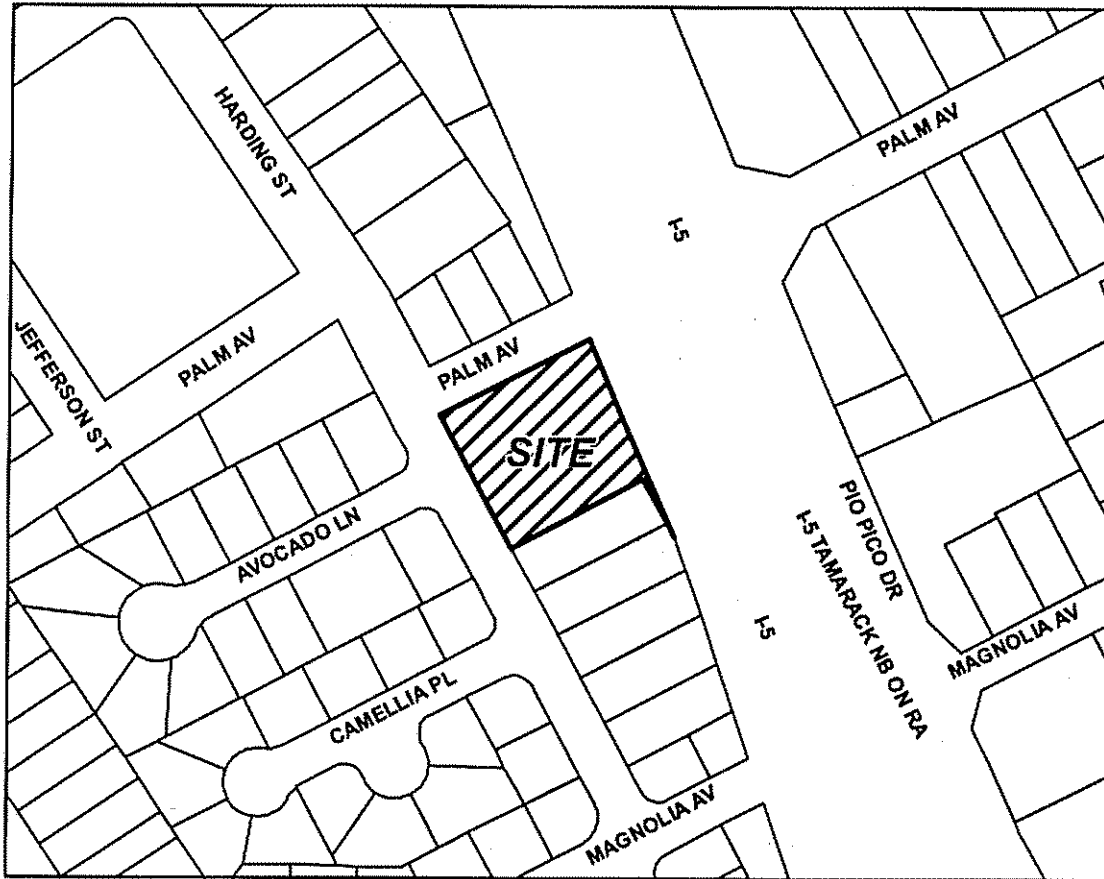 HARDING ST
PALM AV
I-5
PALM AV
JEFFERSON ST
PALM AV
SITE
AVOCADO LN
PIO PICO DR
I-5 TAMARACK NB ON RA
I-5
MAGNOLIA AV
CAMELLIA PL
MAGNOLIA AV